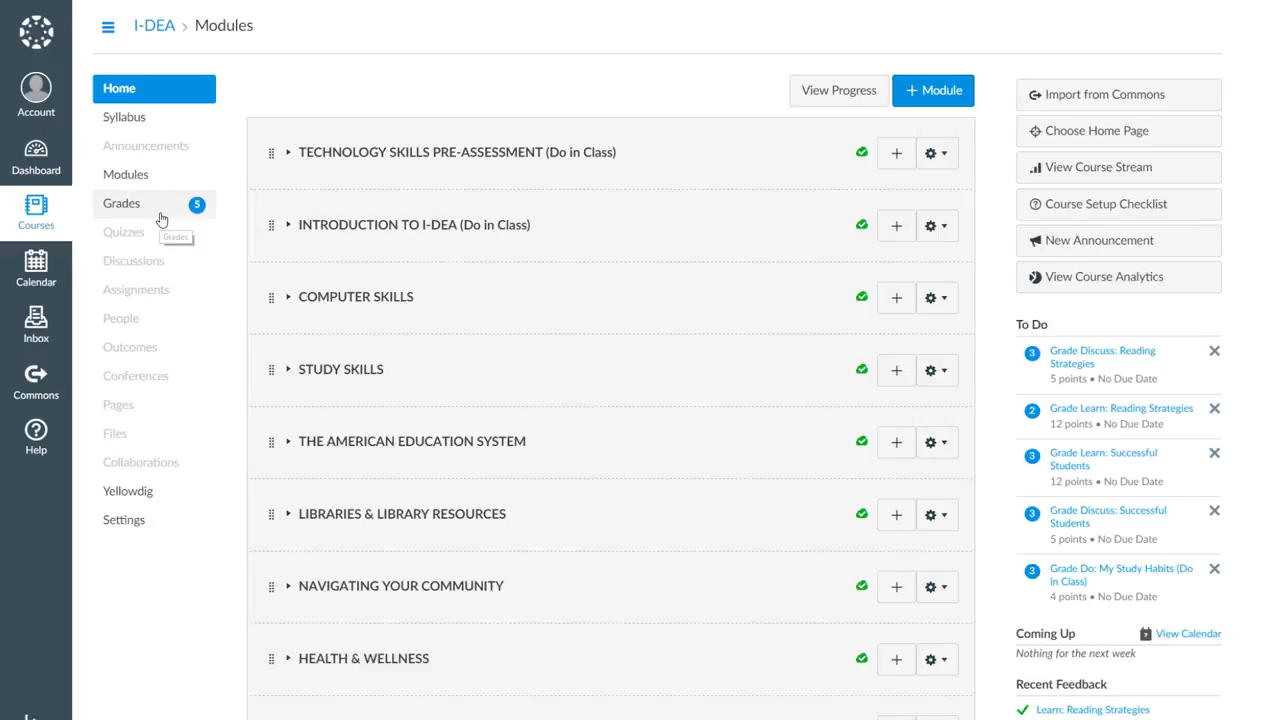 I-DEA > Modules
Account
Dashboard
Courses
Calendar
Inbox
Commons
Help
Home
Syllabus
Announcements
Modules
Grades 5
Grades
Quizzes
Discussions
Assignments
People
Outcomes
Conferences
Pages
Files
Collaborations
Yellowdig
Settings
View Progress
+ Module
TECHNOLOGY SKILLS PRE-ASSESSMENT (Do in Class)
INTRODUCTION TO I-DEA (Do in Class)
COMPUTER SKILLS
STUDY SKILLS
THE AMERICAN EDUCATION SYSTEM
LIBRARIES & LIBRARY RESOURCES
NAVIGATING YOUR COMMUNITY
HEALTH & WELLNESS
Import from Commons
Choose Home Page
View Course Stream
Course Setup Checklist
New Announcement
View Course Analytics
To Do
3 Grade Discuss: Reading
Strategies
5 points • No Due Date
2 Grade Learn: Reading Strategies
12 points • No Due Date
3 Grade Learn: Successful
Students
12 points • No Due Date
3 Grade Discuss: Successful
Students
5 points • No Due Date
3 Grade Do: My Study Habits (Do
in Class)
4 points • No Due Date
Coming Up
View Calendar
Nothing for the next week
Recent Feedback
Learn: Reading Strategies